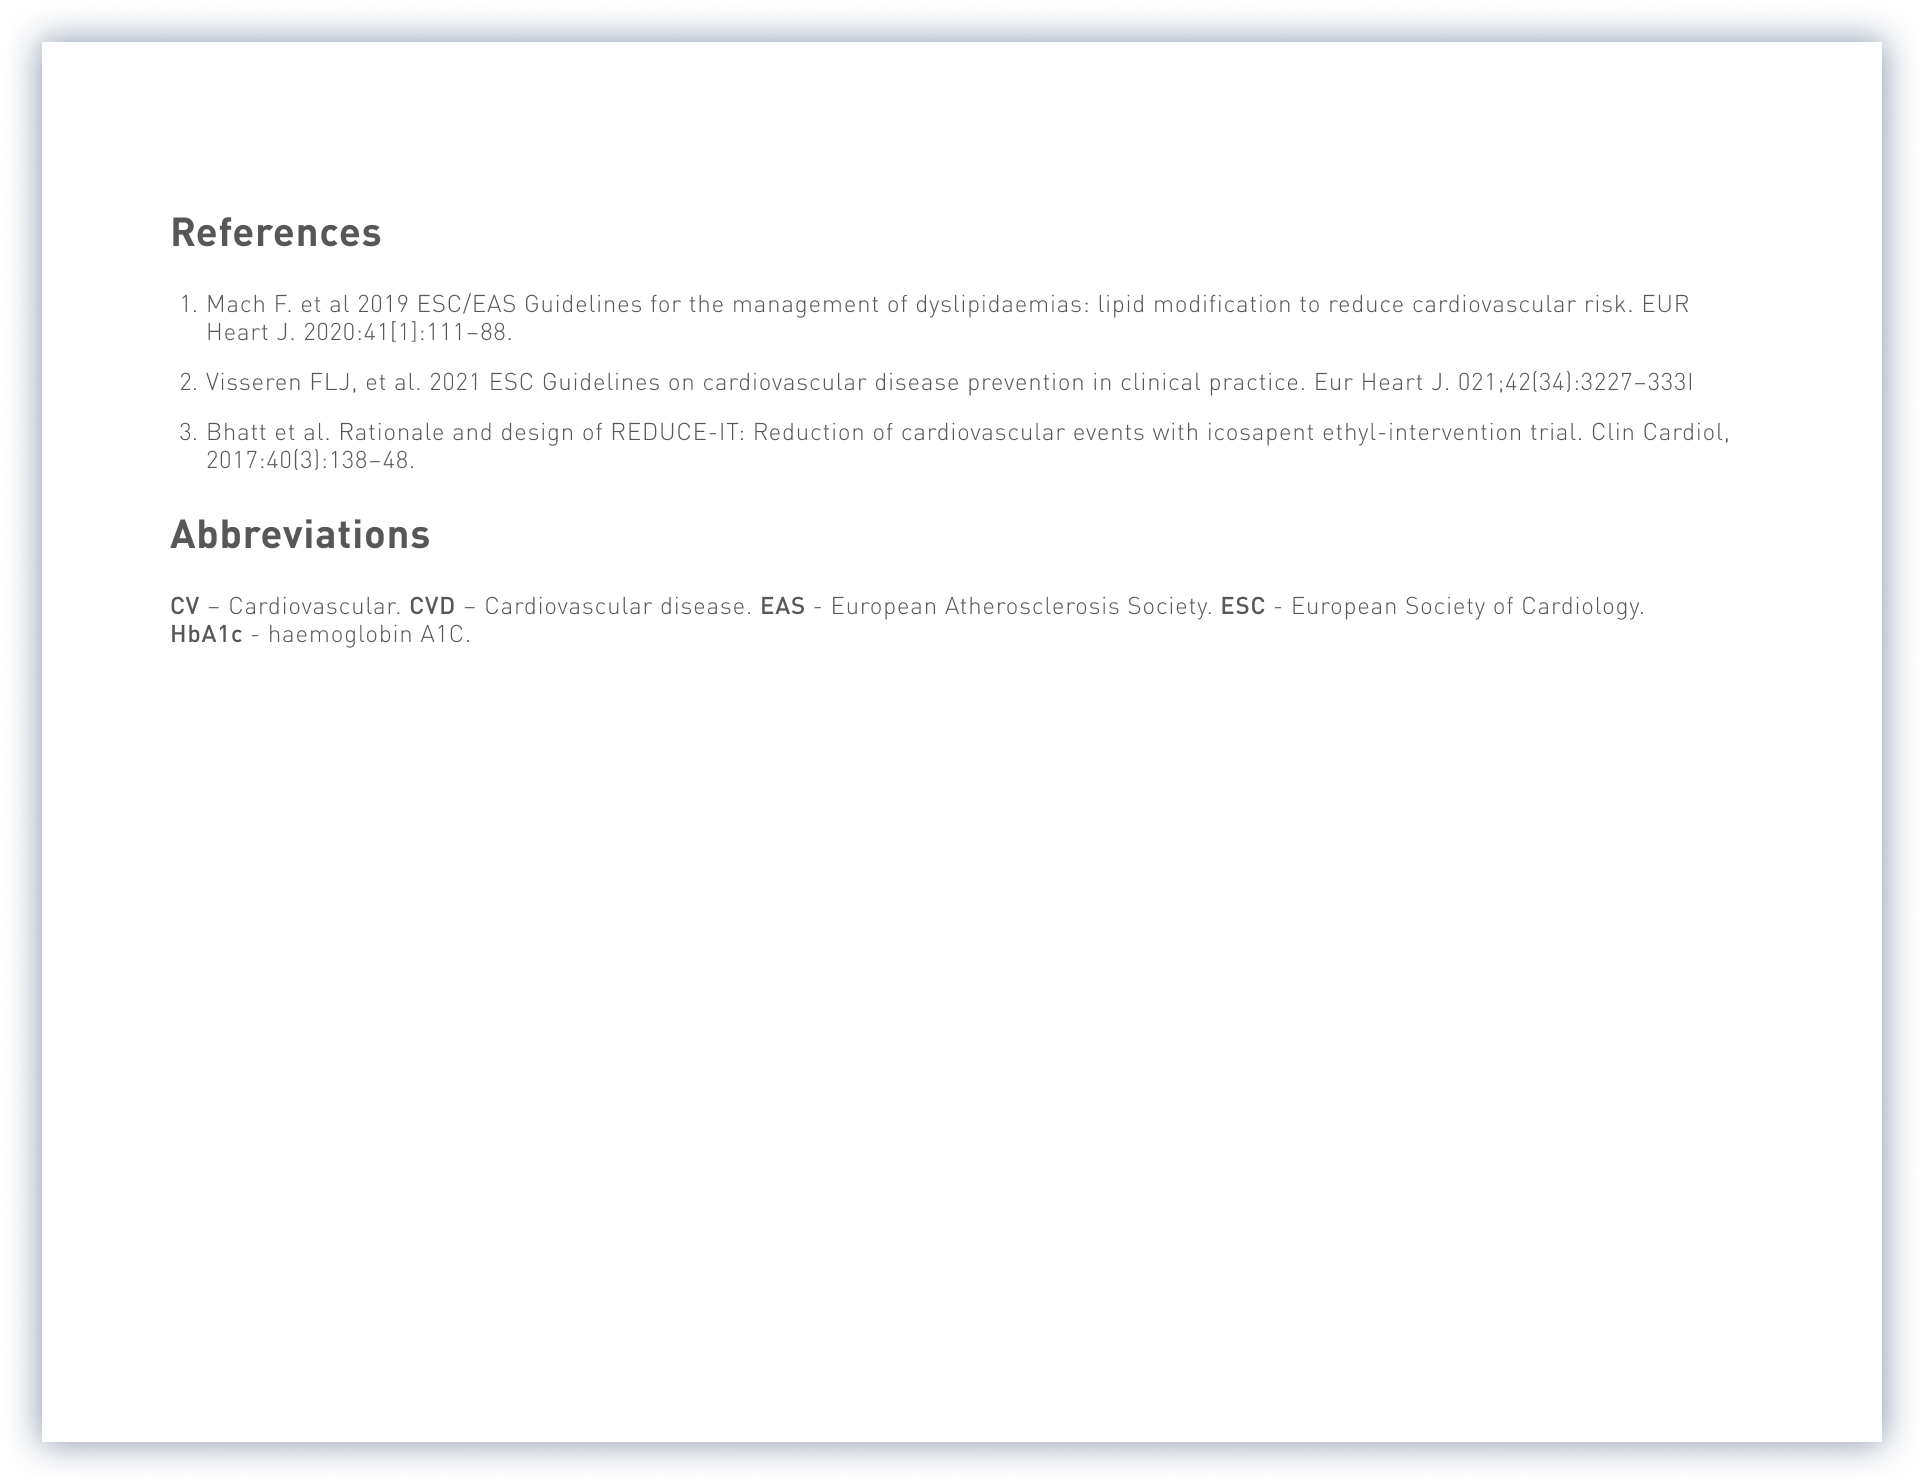 References
1. Mach F. et al 2019 ESC/EAS Guidelines for the management of dyslipidaemias: lipid modification to reduce cardiovascular risk. EUR
Heart J. 2020:41[1]:111–88.
2. Visseren FLJ, et al. 2021 ESC Guidelines on cardiovascular disease prevention in clinical practice. Eur Heart J. 021;42(34):3227–333I
3. Bhatt et al. Rationale and design of REDUCE-IT: Reduction of cardiovascular events with icosapent ethyl-intervention trial. Clin Cardiol,
2017:40(3):138–48.
Abbreviations
CV – Cardiovascular. CVD – Cardiovascular disease. EAS - European Atherosclerosis Society. ESC - European Society of Cardiology.
HbA1c - haemoglobin A1C.